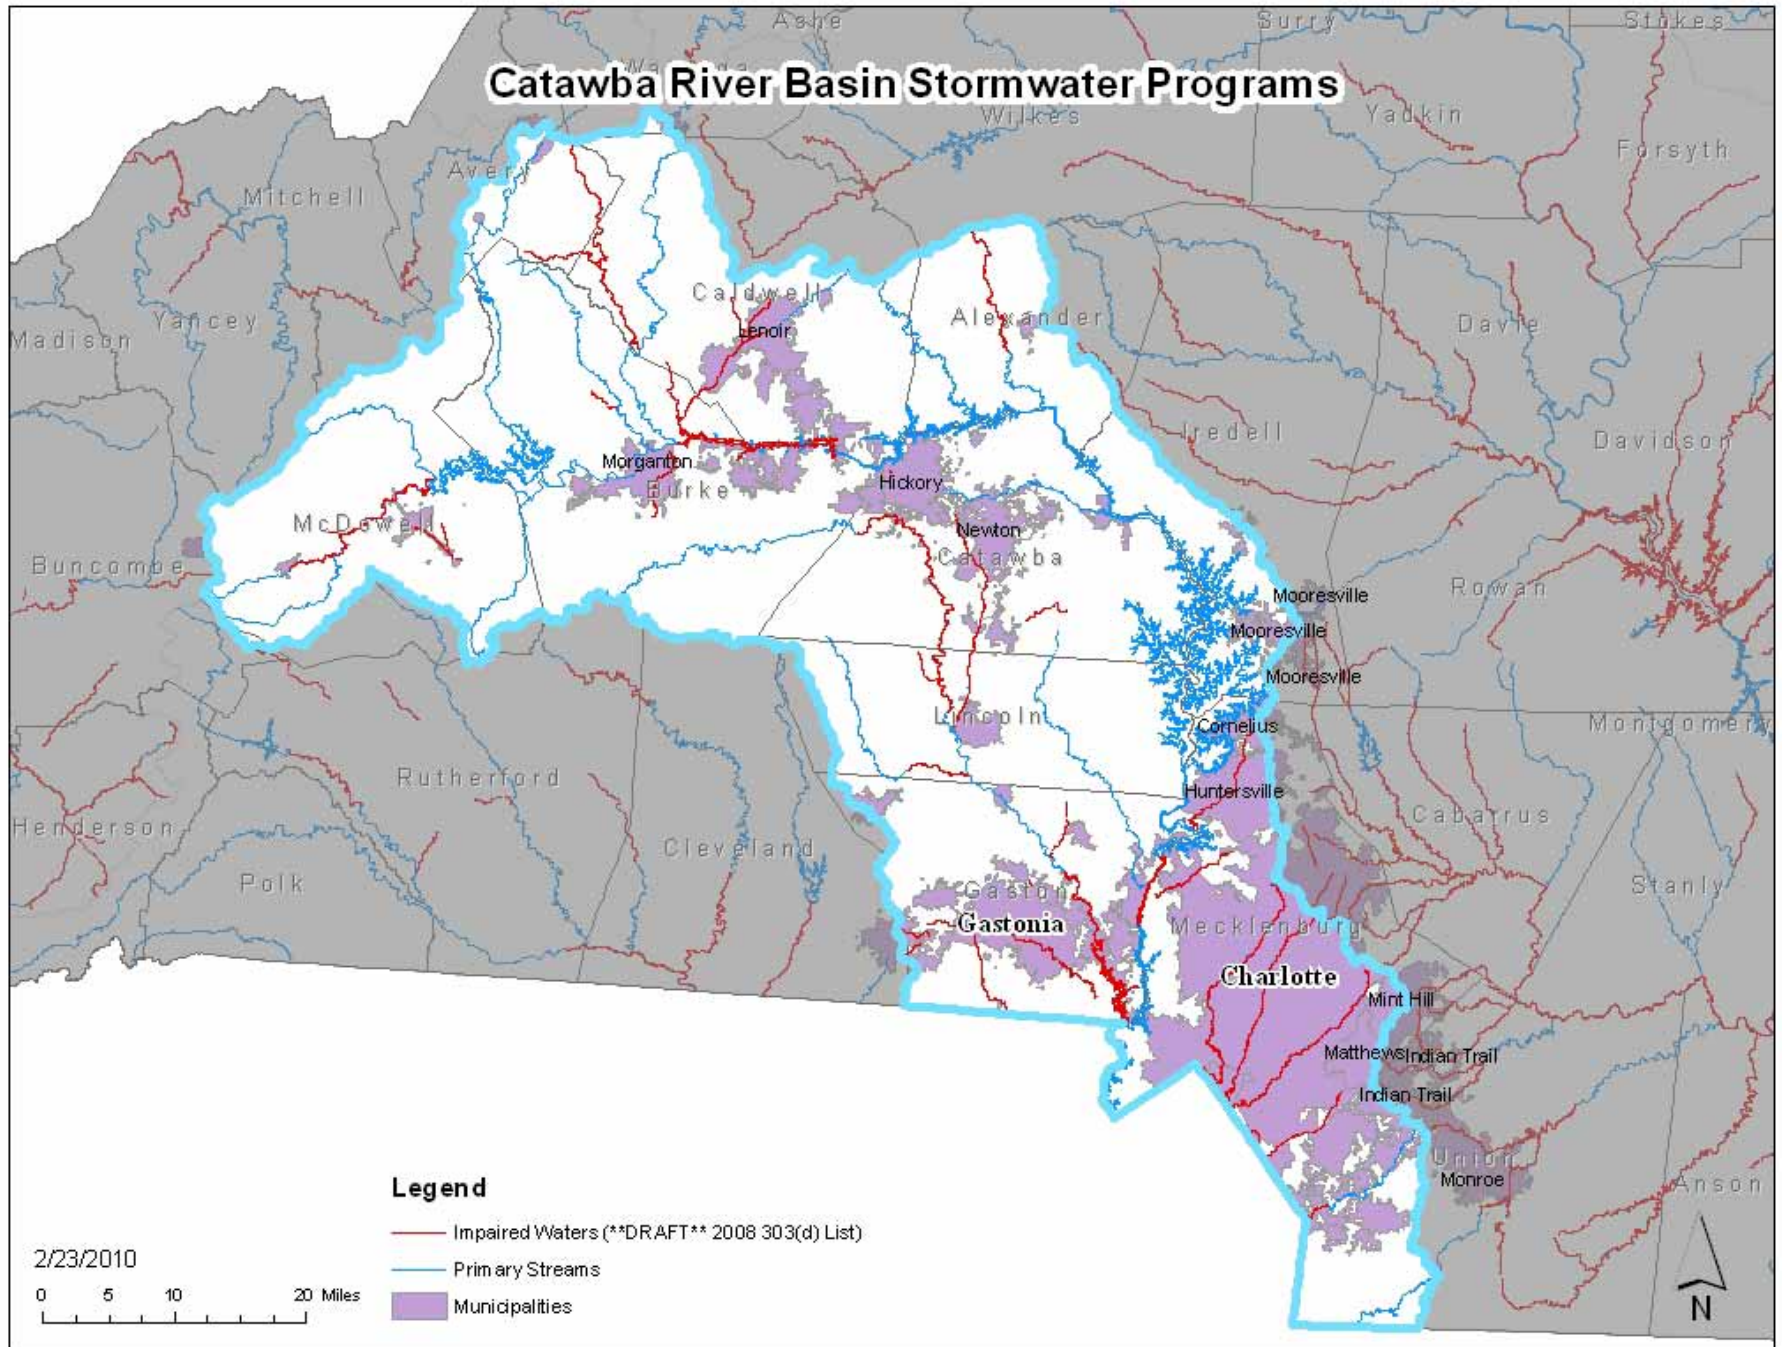 Ashe
Surry
Stokes
Catawba River Basin Stormwater Programs
Wilkes
Yadkin
Forsyth
Avery
Mitchell
Caldwell
Alexander
Lenoir
Yancey
Madison
Davie
Iredell
Davidson
Morganton
Burke
Hickory
McDowell
Newton
Catawba
Buncombe
Rowan
Mooresville
Mooresville
Mooresville
Lincoln
Cornelius
Montgomery
Rutherford
Huntersville
Henderson
Cabarrus
Cleveland
Polk
Gaston
Stanly
Gastonia
Mecklenburg
Charlotte
Mint Hill
Matthews
Indian Trail
Indian Trail
Union
Monroe
Anson
Legend
Impaired Waters (**DRAFT** 2008 303(d) List)
Primary Streams
Municipalities
2/23/2010
0 5 10 20 Miles
N